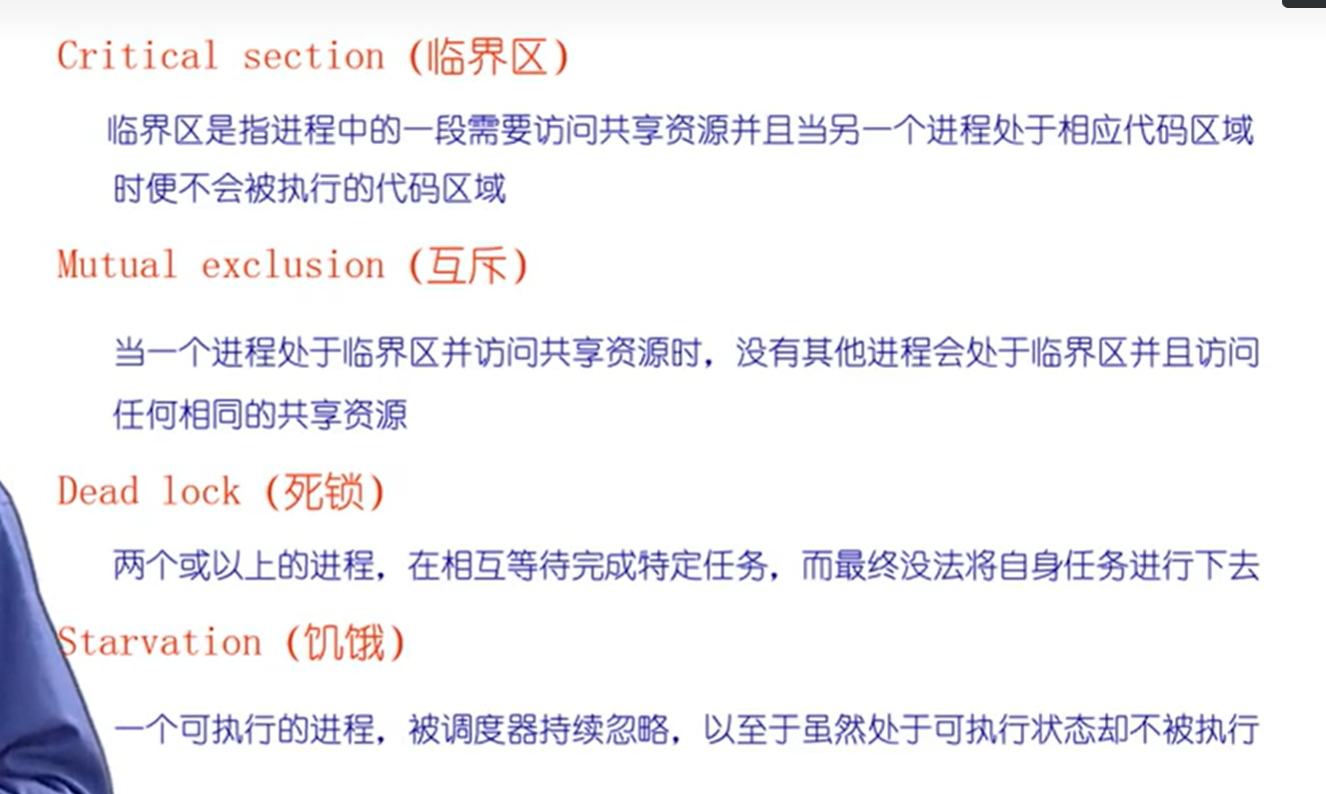 Critical section (临界区)
临界区是指进程中的一段需要访问共享资源并且当另一个进程处于相应代码区域
时便不会被执行的代码区域
Mutual exclusion (互斥)
当一个进程处于临界区并访问共享资源时，没有其他进程会处于临界区并且访问
任何相同的共享资源
Dead lock (死锁)
两个或以上的进程，在相互等待完成特定任务，而最终没法将自身任务进行下去
Starvation (饥饿)
一个可执行的进程，被调度器持续忽略，以至于虽然处于可执行状态却不被执行